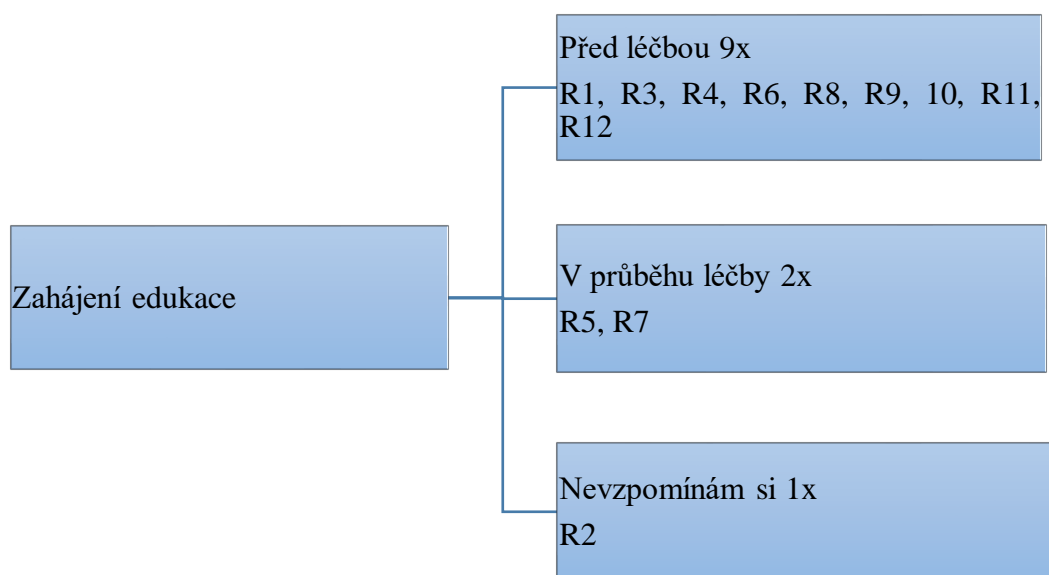 Zahájení edukace
Před léčbou 9x
R1, R3, R4, R6, R8, R9, 10, R11,
R12
V průběhu léčby 2x
R5, R7
Nevzpomínám si 1x
R2